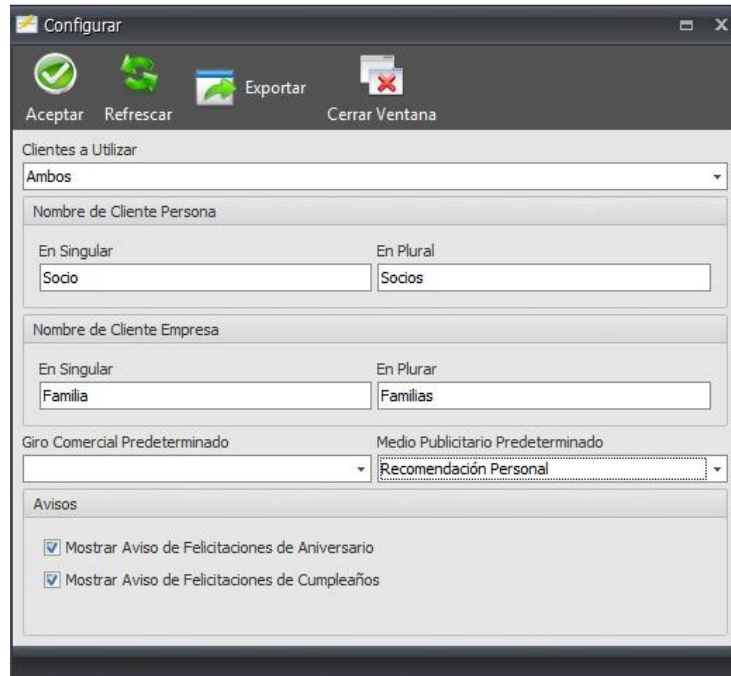 Configurar
Aceptar Refrescar Exportar Cerrar Ventana
Clientes a Utilizar
Ambos
Nombre de Cliente Persona
En Singular En Plural
Socio Socios
Nombre de Cliente Empresa
En Singular En Plurar
Familia Familias
Giro Comercial Predeterminado Medio Publicitario Predeterminado
Recomendación Personal
Avisos
Mostrar Aviso de Felicitaciones de Aniversario
Mostrar Aviso de Felicitaciones de Cumpleaños